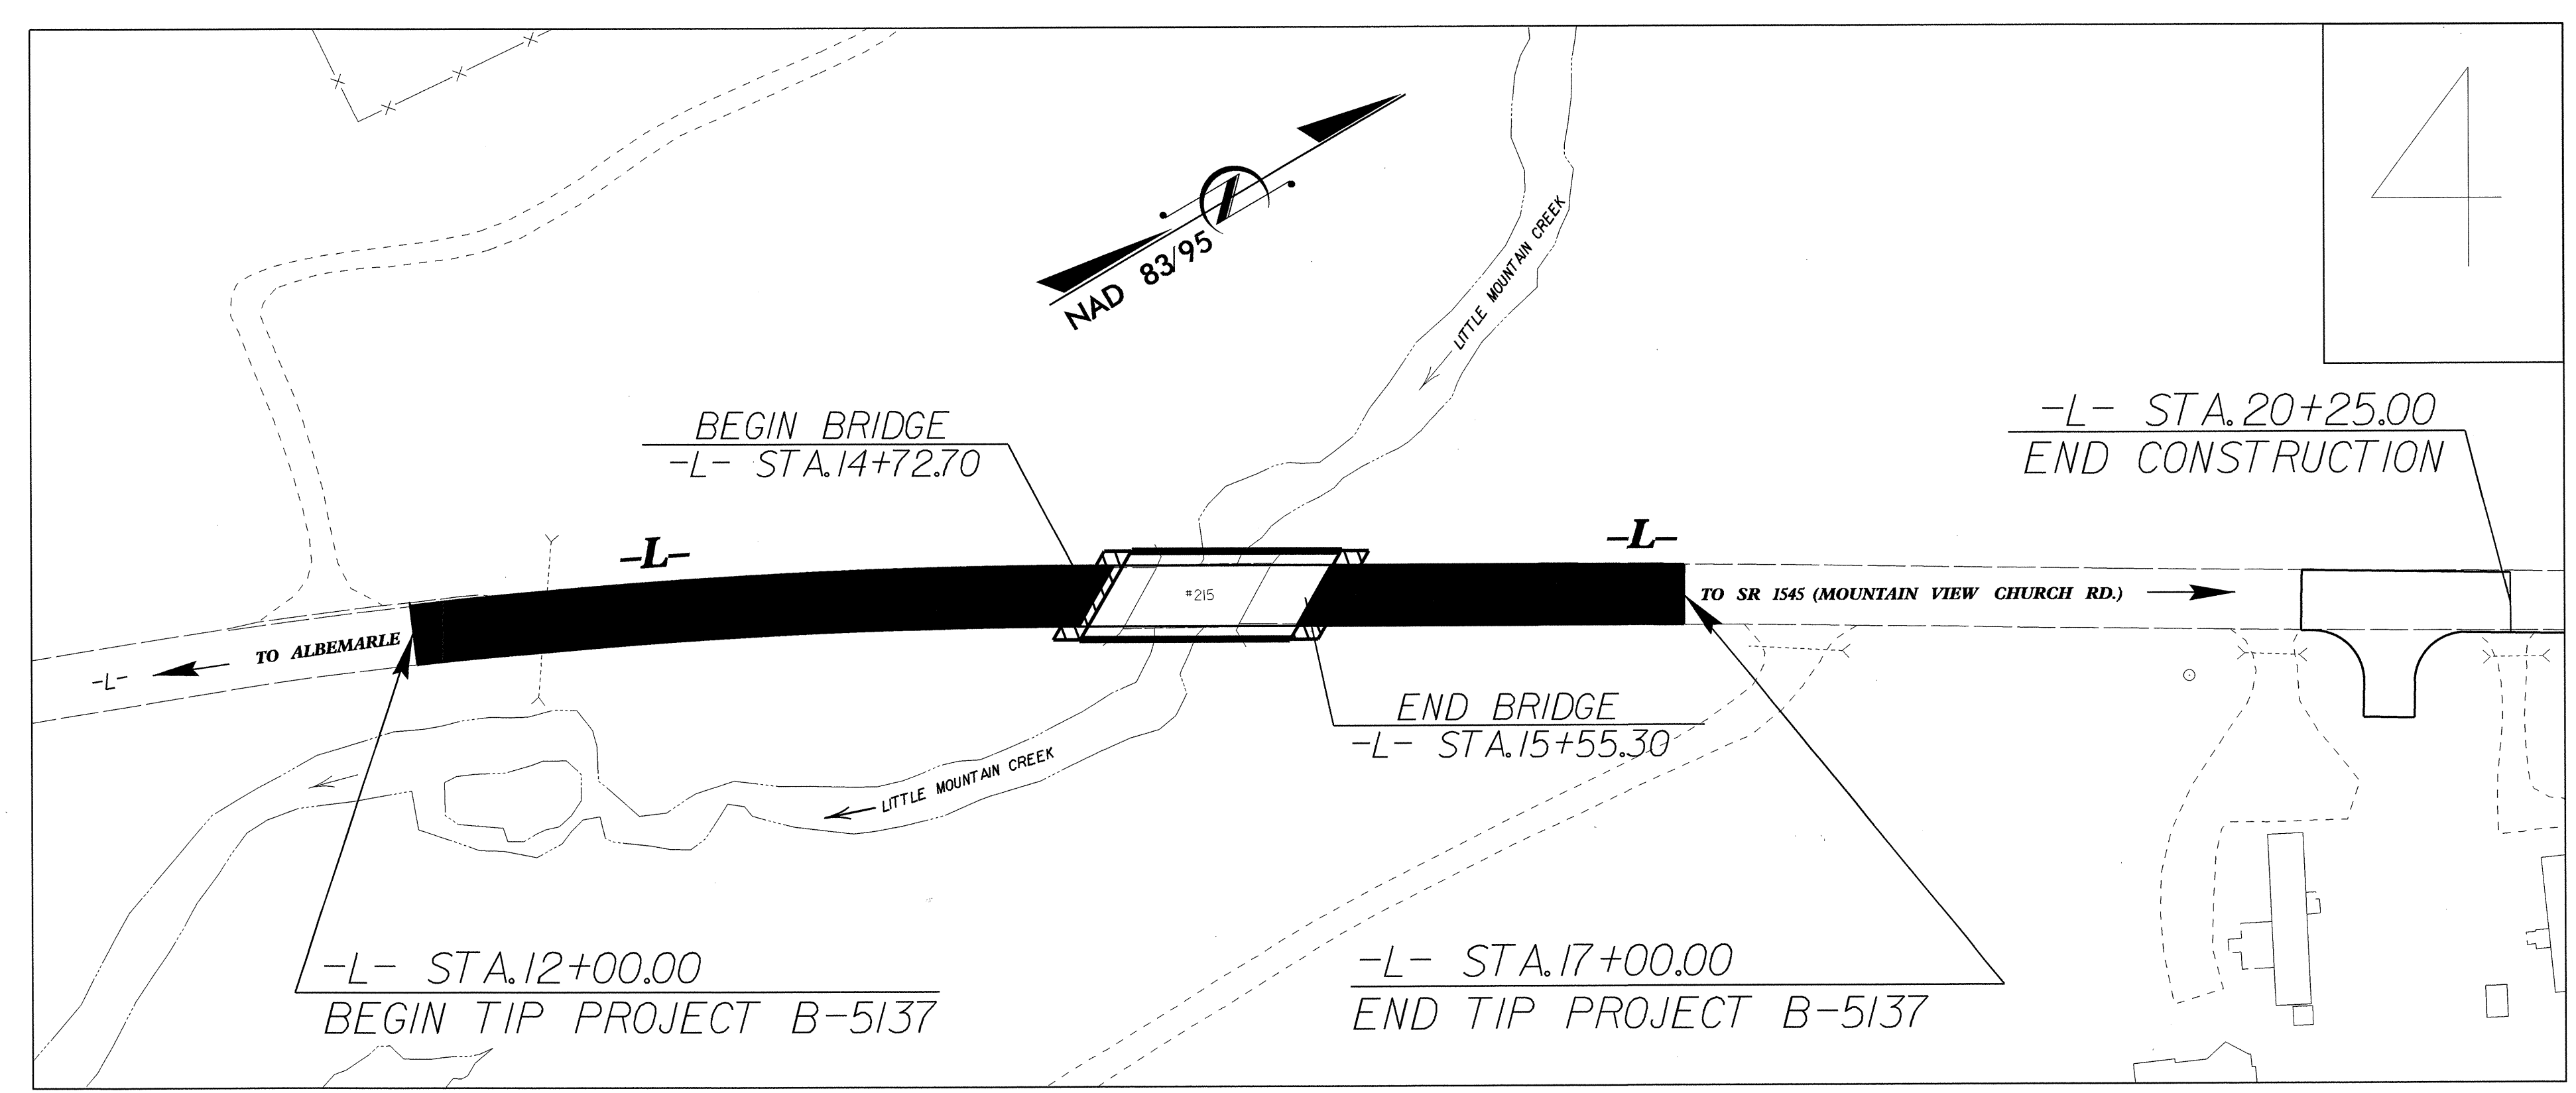 4
NAD 83/95
LITTLE MOUNTAIN CREEK
BEGIN BRIDGE
-L- STA.14+72.70
-L- STA.20+25.00
END CONSTRUCTION
-L-
-L-
#215
TO SR 1545 (MOUNTAIN VIEW CHURCH RD.)
TO ALBEMARLE
-L-
END BRIDGE
-L- STA.15+55.30
LITTLE MOUNTAIN CREEK
-L- STA.12+00.00
BEGIN TIP PROJECT B-5137
-L- STA.17+00.00
END TIP PROJECT B-5137